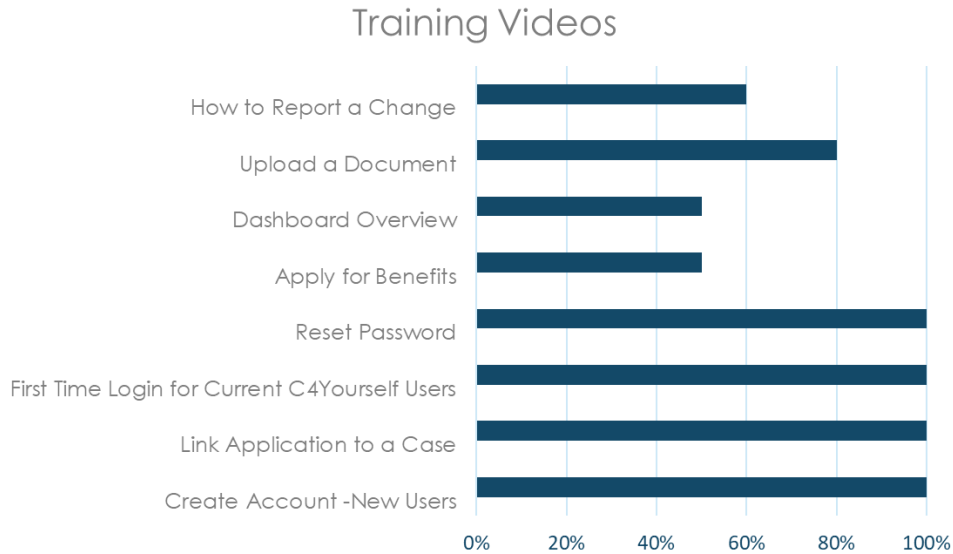 Training Videos
How to Report a Change
Upload a Document
Dashboard Overview
Apply for Benefits
Reset Password
First Time Login for Current C4Yourself Users
Link Application to a Case
Create Account -New Users
0% 20% 40% 60% 80% 100%